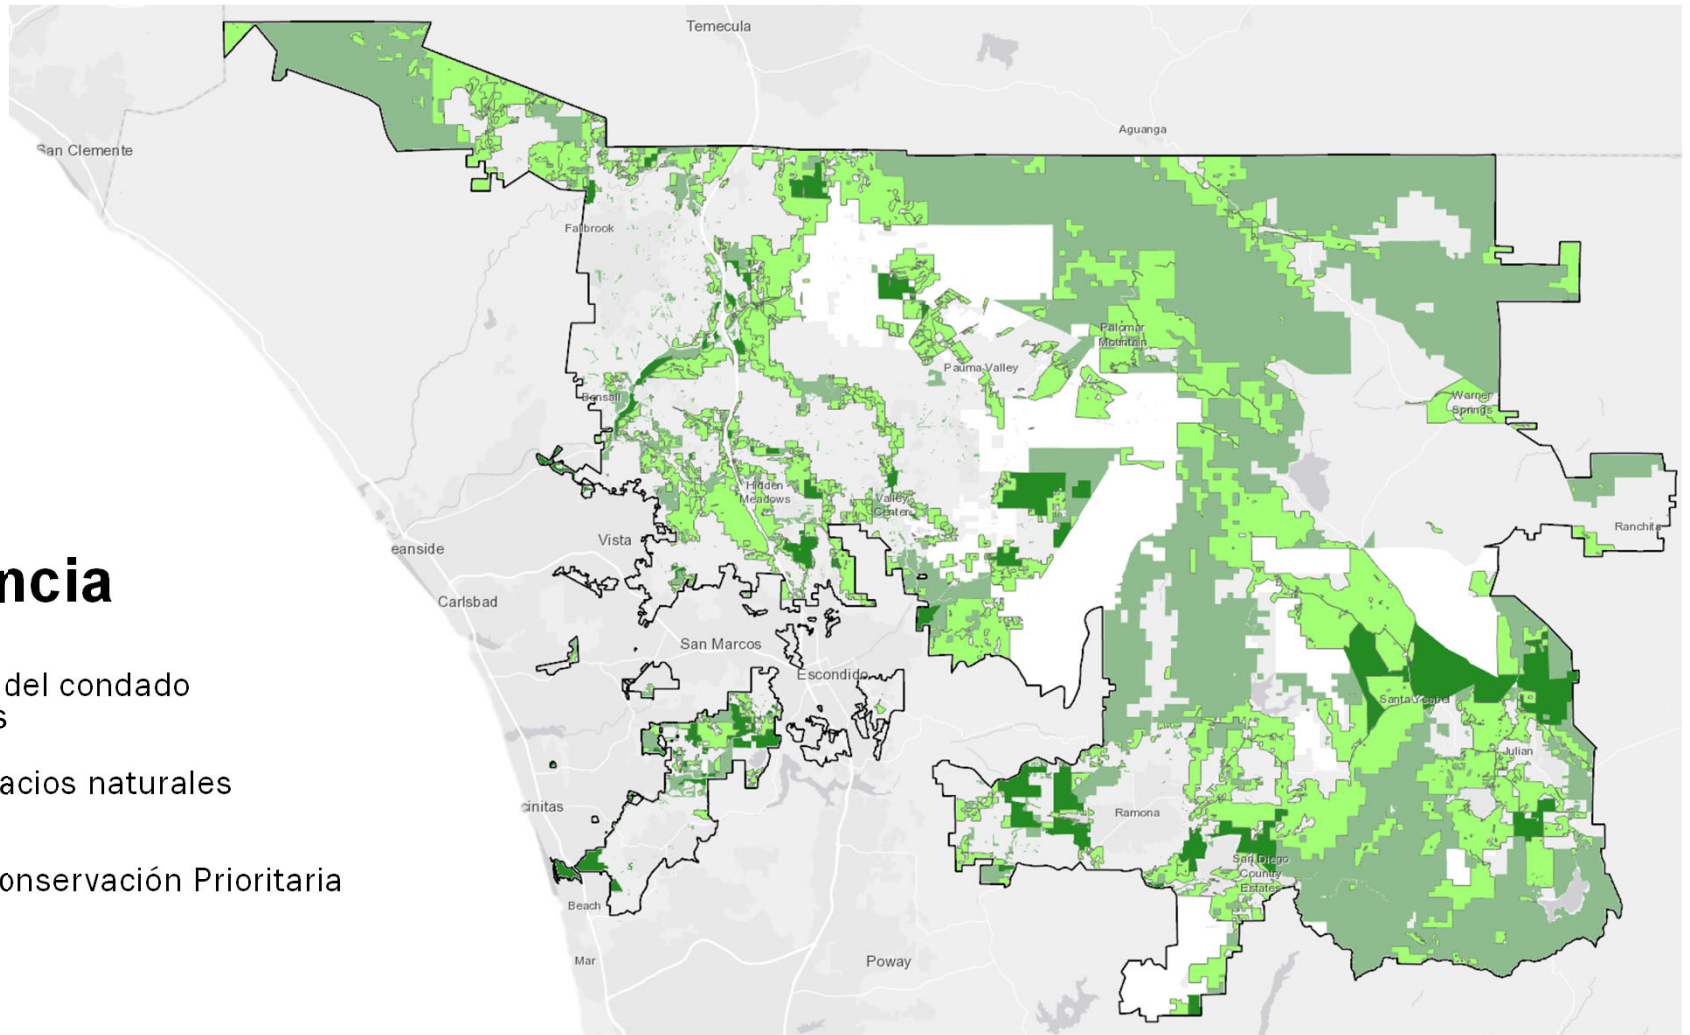 Temecula
Aguanga
San Clemente
Fallbrook
Palomar
Mountain
Pauma Valley
Bonsall
Warner
Springs
Hidden
Meadows
Valley
Center
Ranchita
Vista
eanside
ncia
Carlsbad
San Marcos
Escondido
del condado
s
Santa Ysabel
Julian
acios naturales
cinitas
Ramona
San Diego
Country
Estates
onservación Prioritaria
Beach
Mar
Poway